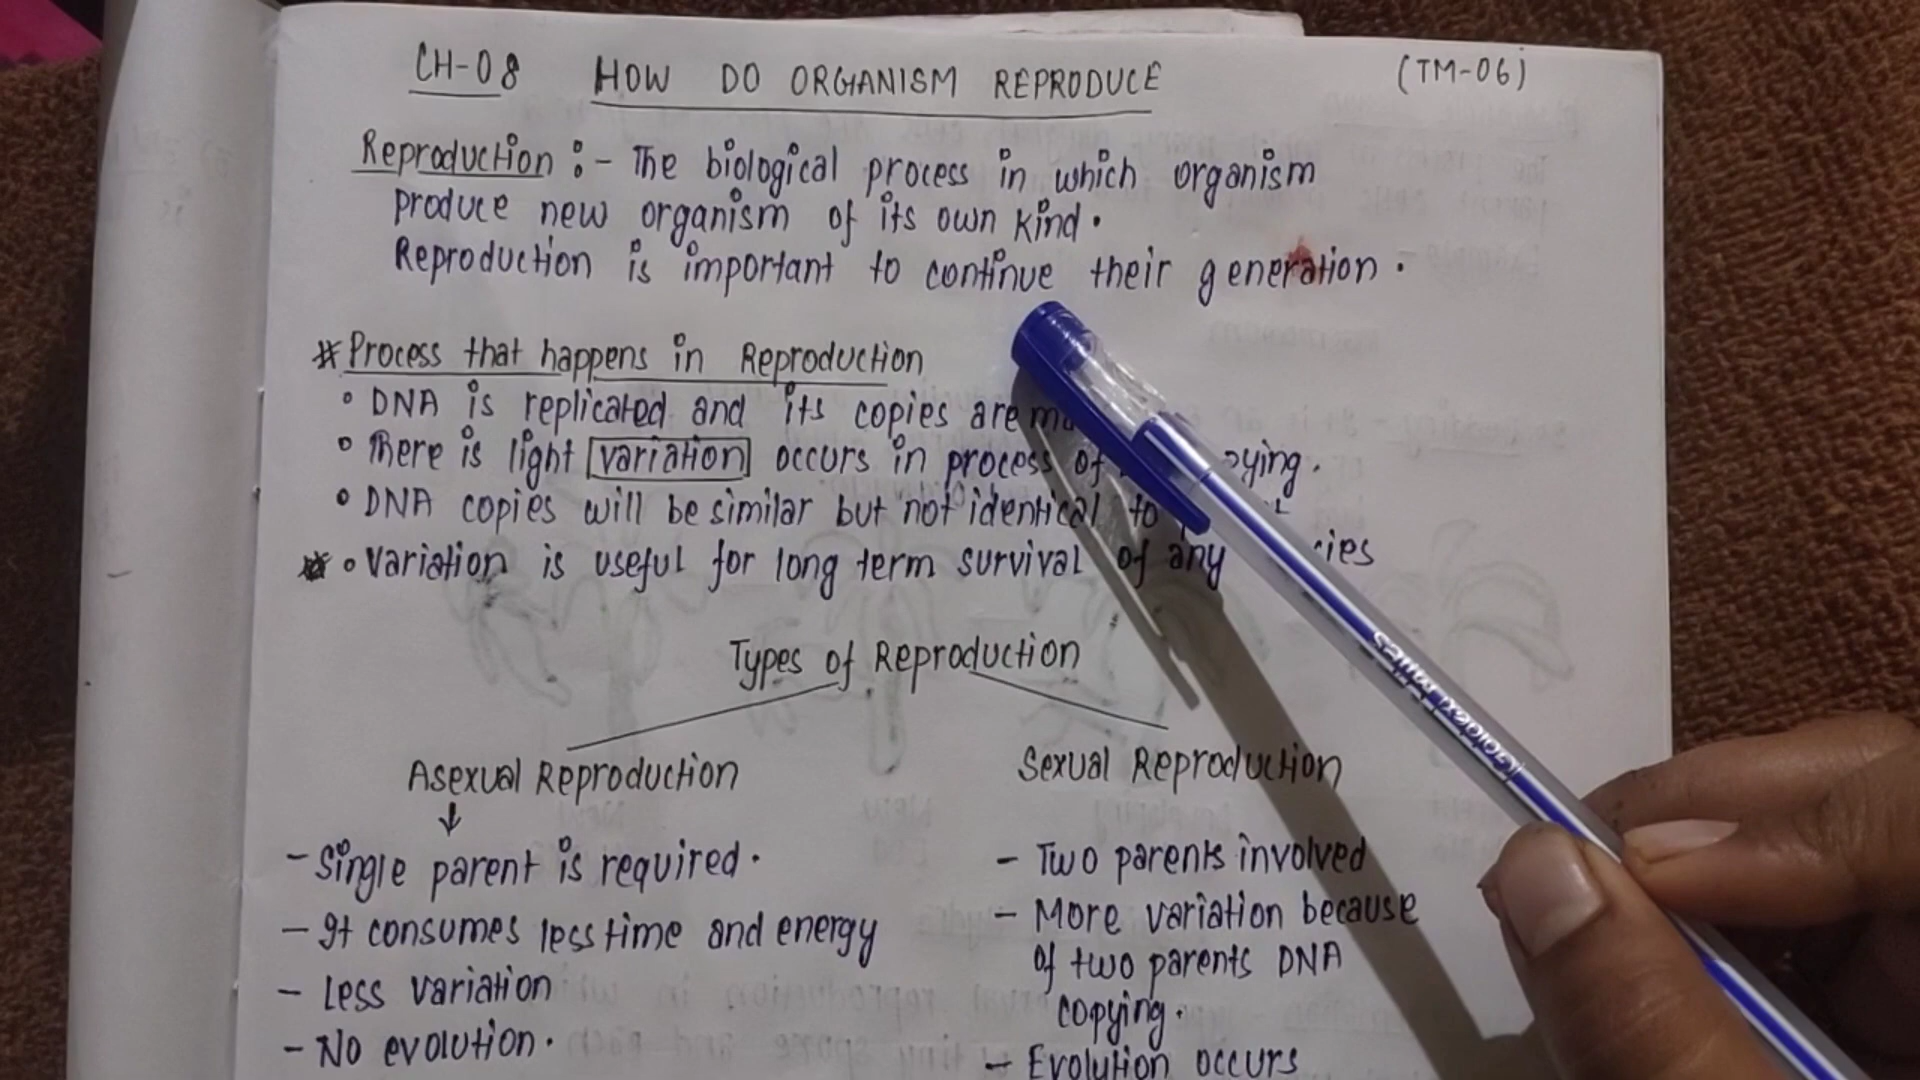 CH-08 HOW DO ORGANISM REPRODUCE (TM-06)
Reproduction :- The biological process in which organism
produce new organism of its own kind.
Reproduction is important to continue their generation.
* Process that happens in Reproduction
• DNA is replicated and its copies are
• There is light variation occurs in process of
• DNA copies will be similar but not identical to
* • Variation is useful for long term survival of any
Types of Reproduction
Asexual Reproduction
↓
- Single parent is required.
- It consumes less time and energy
- Less variation
- No evolution.
Sexual Reproduction
- Two parents involved
- More variation because
of two parents DNA
copying.
- Evolution occurs
Goldex Klifes